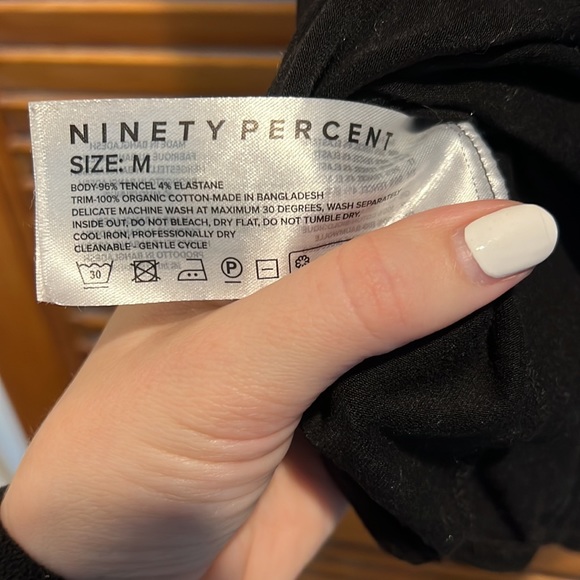 NINETY PERCENT
SIZE: M
BODY-96% TENCEL 4% ELASTANE
TRIM-100% ORGANIC COTTON-MADE IN BANGLADESH
DELICATE MACHINE WASH AT MAXIMUM 30 DEGREES, WASH SEPARATELY
INSIDE OUT, DO NOT BLEACH, DRY FLAT, DO NOT TUMBLE DRY.
COOL IRON, PROFESSIONALLY DRY
CLEANABLE - GENTLE CYCLE
30 P